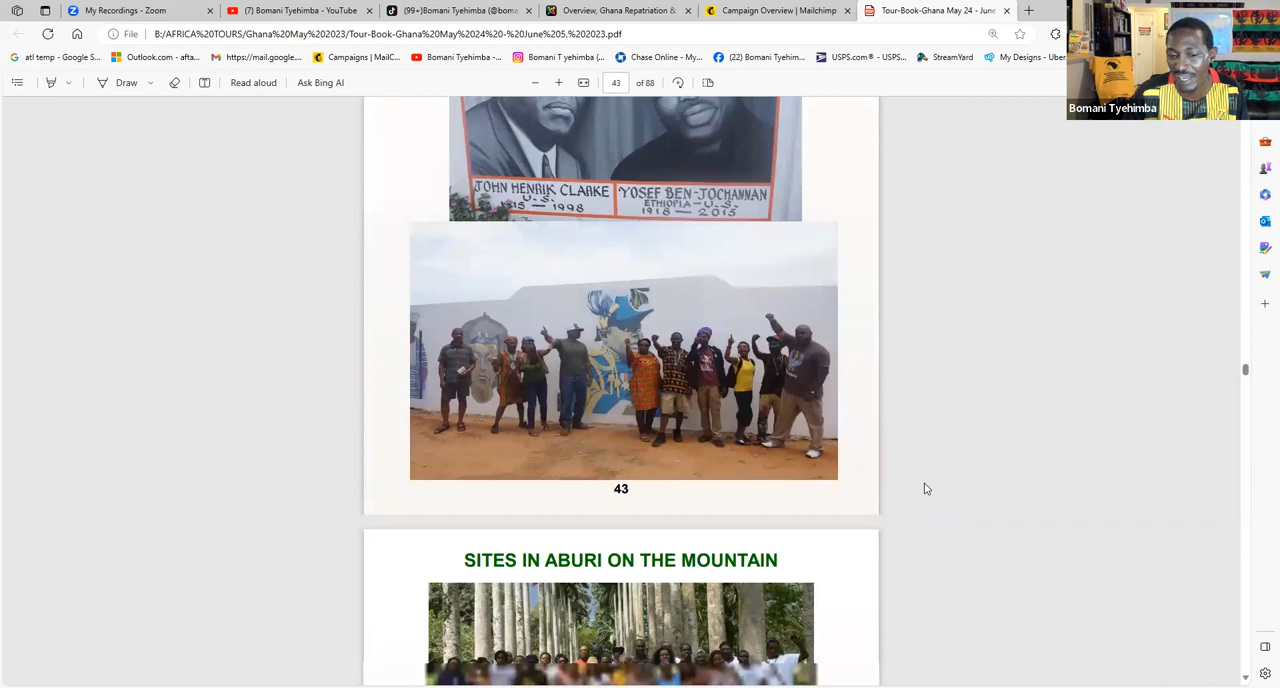 My Recordings - Zoom
(7) Bomani Tyehimba - YouTube
(99+)Bomani Tyehimba (@boma
Overview, Ghana Repatriation &
Campaign Overview | Mailchimp
Tour-Book-Ghana May 24 - June
File
B:/AFRICA%20TOURS/Ghana%20May%202023/Tour-Book-Ghana%20May%2024%20-%20June%205.%202023.pdf
atl temp - Google S...
Outlook.com - afta...
https://mail.google....
Campaigns | MailC...
Bomani Tyehimba -...
Bomani T yehimba (...
Chase Online - My...
(22) Bomani Tyehim...
USPS.com® - USPS...
StreamYard
My Designs - Uber
Draw
Read aloud
Ask Bing AI
43
of 88
Bomani Tyehimba
JOHN HENRIK CLARKE
U.S.
1915 — 1998
YOSEF BEN-JOCHANNAN
ETHIOPIA — U.S.
1918 — 2015
43
SITES IN ABURI ON THE MOUNTAIN